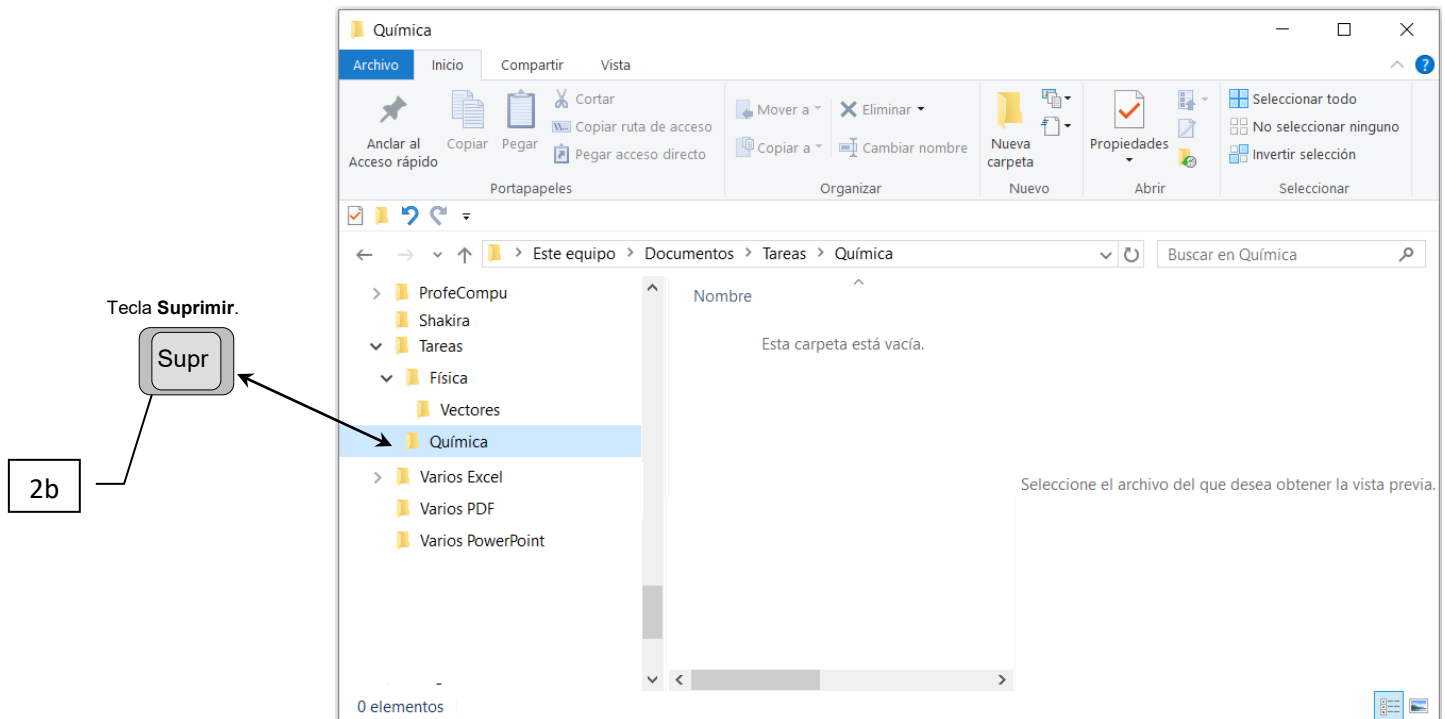 Química
Archivo Inicio Compartir Vista
Anclar al
Acceso rápido
Copiar
Pegar
Cortar
Copiar ruta de acceso
Pegar acceso directo
Portapapeles
Mover a
Copiar a
Eliminar
Cambiar nombre
Organizar
Nueva
carpeta
Nuevo
Propiedades
Abrir
Seleccionar todo
No seleccionar ninguno
Invertir selección
Seleccionar
> Este equipo > Documentos > Tareas > Química
Buscar en Química
Tecla Suprimir.
Supr
2b
ProfeCompu
Shakira
Tareas
Física
Vectores
Química
Varios Excel
Varios PDF
Varios PowerPoint
Nombre
Esta carpeta está vacía.
Seleccione el archivo del que desea obtener la vista previa.
0 elementos